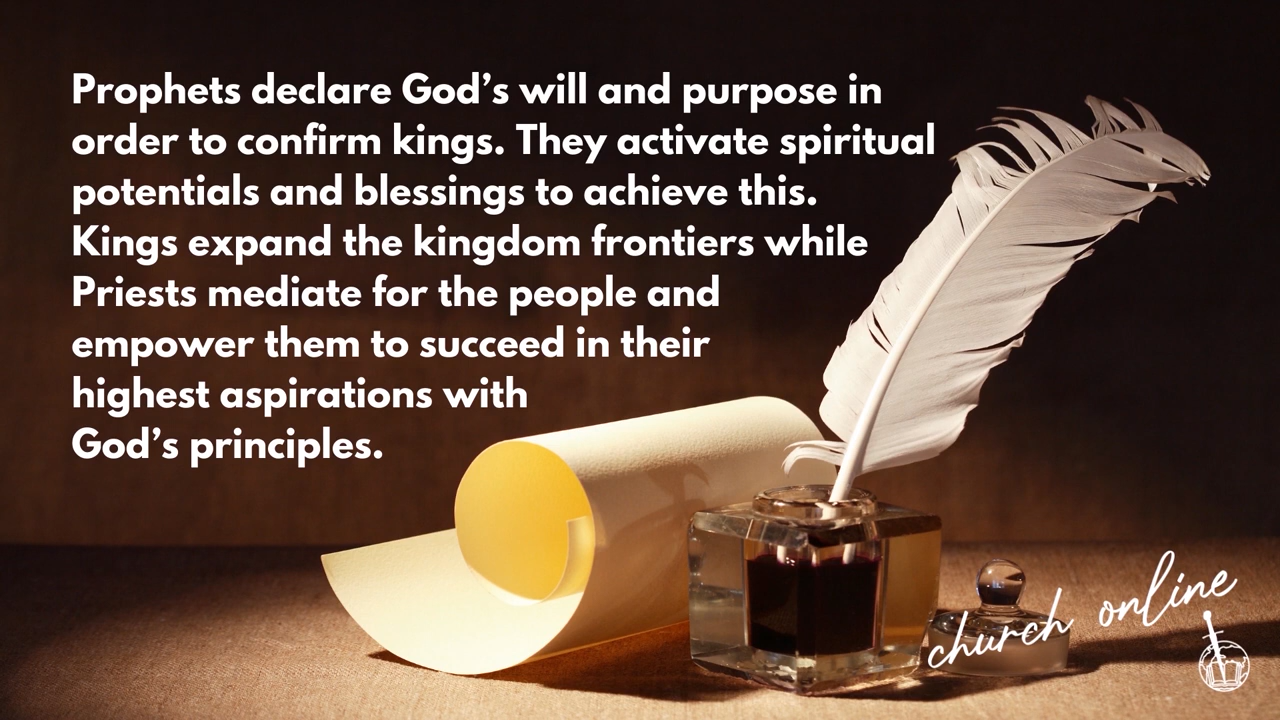 Prophets declare God’s will and purpose in
order to confirm kings. They activate spiritual
potentials and blessings to achieve this.
Kings expand the kingdom frontiers while
Priests mediate for the people and
empower them to succeed in their
highest aspirations with
God’s principles.
church online